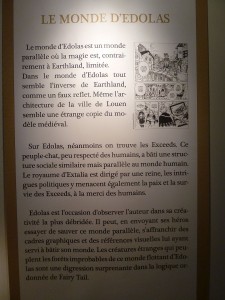 LE MONDE D'EDOLAS
Le monde d'Edolas est un monde
parallèle où la magie est, contrai-
rement à Earthland, limitée.
Dans le monde d'Edolas tout
semble l'inverse de Earthland,
comme un faux reflet. Même l'ar-
chitecture de la ville de Louen
semble une étrange copie du mo-
dèle médiéval.
Sur Edolas, néanmoins on trouve les Exceeds. Ce
peuple-chat, peu respecté des humains, a bâti une struc-
ture sociale similaire mais parallèle au monde humain.
Le royaume d'Extalia est dirigé par une reine, les intri-
gues politiques y menacent également la paix et la sur-
vie des Exceeds, à la merci des humains.
Edolas est l'occasion d'observer l'auteur dans sa créa-
tivité la plus débridée. Il peut, en envoyant ses héros
essayer de sauver ce monde parallèle, s'affranchir des
cadres graphiques et des références visuelles lui ayant
servi à bâtir son monde. Les créatures étranges qui peu-
plent les forêts improbables de ce monde flottant d'Edo-
las sont une digression surprenante dans la logique or-
donnée de Fairy Tail.